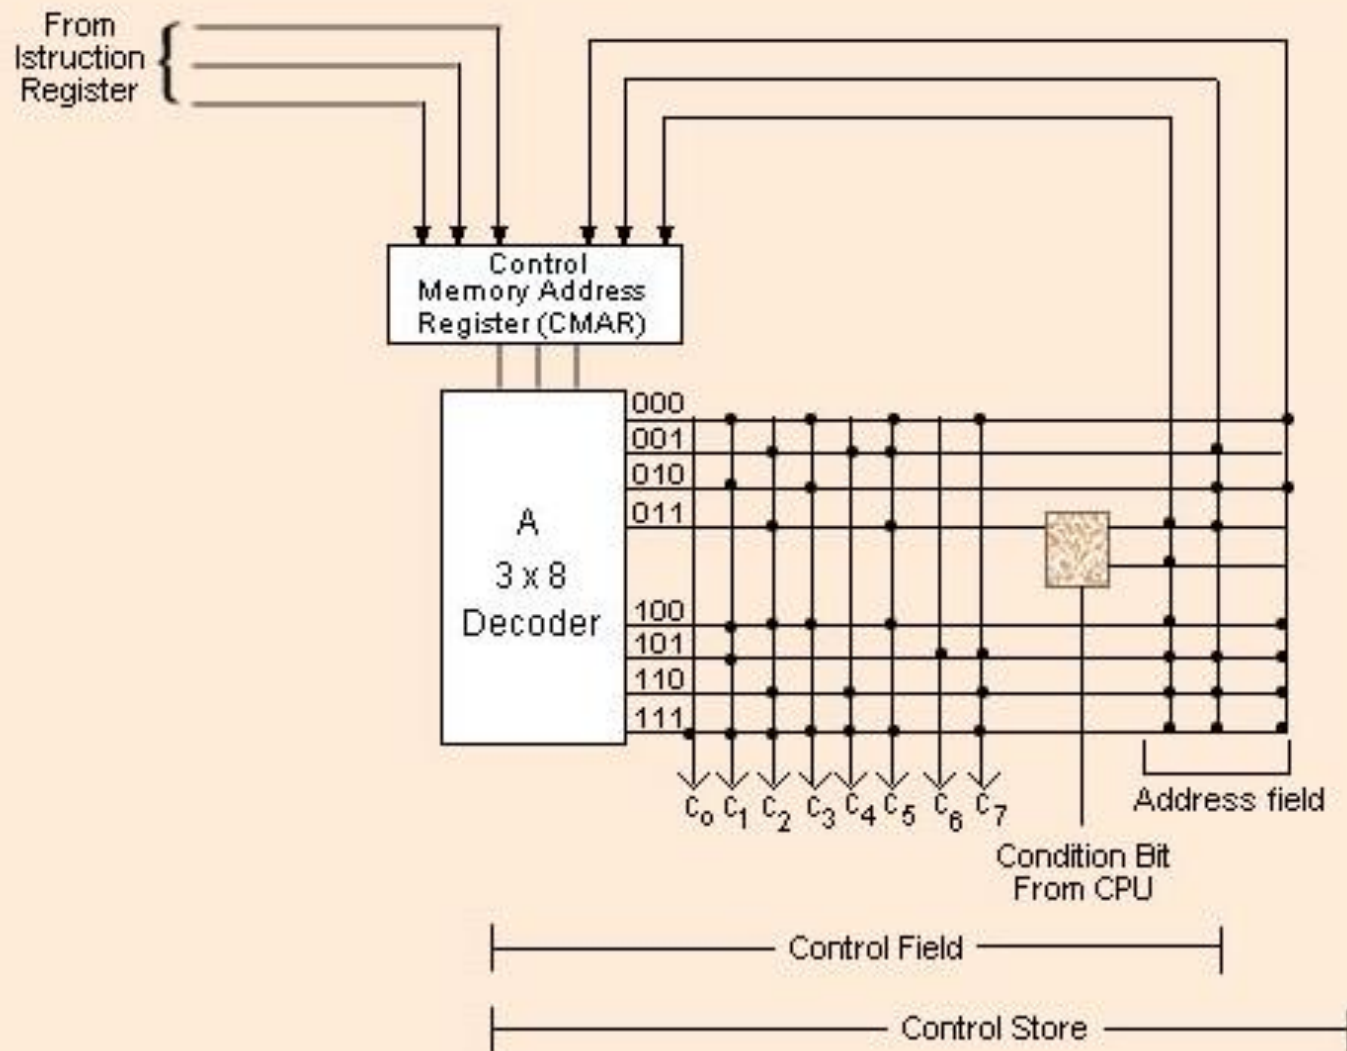 From
Istruction
Register
Control
Memory Address
Register (CMAR)
A
3 x 8
Decoder
000
001
010
011
100
101
110
111
C0 C1 C2 C3 C4 C5 C6 C7
Address field
Condition Bit
From CPU
Control Field
Control Store